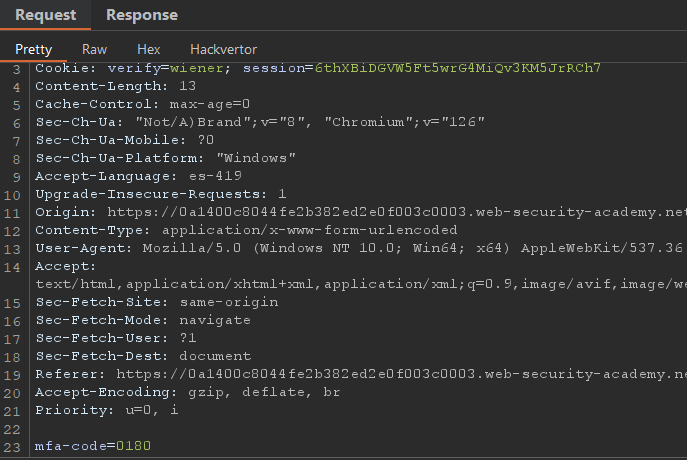 Request Response
Pretty Raw Hex Hackvertor
3 Cookie: verify=wiener; session=6thXBiDGVW5Ft5wrG4MiQv3KM5JrRCh7
4 Content-Length: 13
5 Cache-Control: max-age=0
6 Sec-Ch-Ua: "Not/A)Brand";v="8", "Chromium";v="126"
7 Sec-Ch-Ua-Mobile: ?0
8 Sec-Ch-Ua-Platform: "Windows"
9 Accept-Language: es-419
10 Upgrade-Insecure-Requests: 1
11 Origin: https://0a1400c8044fe2b382ed2e0f003c0003.web-security-academy.net
12 Content-Type: application/x-www-form-urlencoded
13 User-Agent: Mozilla/5.0 (Windows NT 10.0; Win64; x64) AppleWebKit/537.36
14 Accept:
text/html,application/xhtml+xml,application/xml;q=0.9,image/avif,image/we
15 Sec-Fetch-Site: same-origin
16 Sec-Fetch-Mode: navigate
17 Sec-Fetch-User: ?1
18 Sec-Fetch-Dest: document
19 Referer: https://0a1400c8044fe2b382ed2e0f003c0003.web-security-academy.ne
20 Accept-Encoding: gzip, deflate, br
21 Priority: u=0, i
22
23 mfa-code=0180